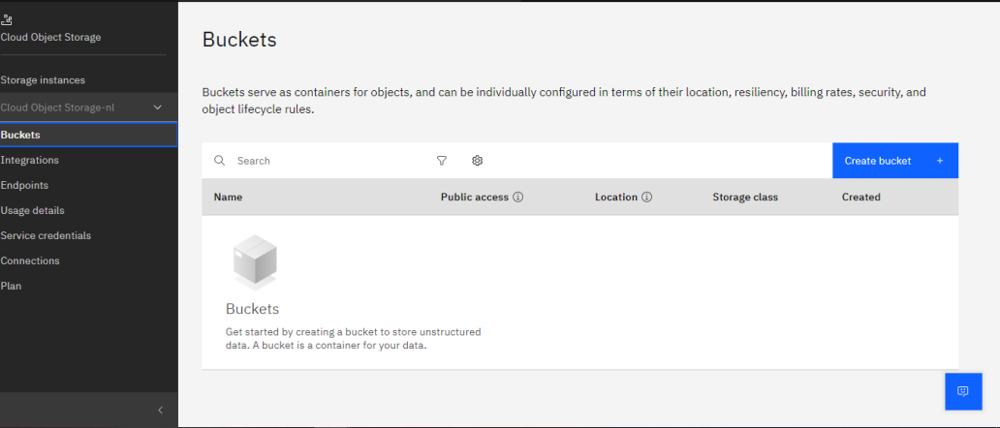 Cloud Object Storage
Storage instances
Cloud Object Storage-nl
Buckets
Integrations
Endpoints
Usage details
Service credentials
Connections
Plan
Buckets
Buckets serve as containers for objects, and can be individually configured in terms of their location, resiliency, billing rates, security, and
object lifecycle rules.
Search
Create bucket +
Name Public access Location Storage class Created
Buckets
Get started by creating a bucket to store unstructured
data. A bucket is a container for your data.